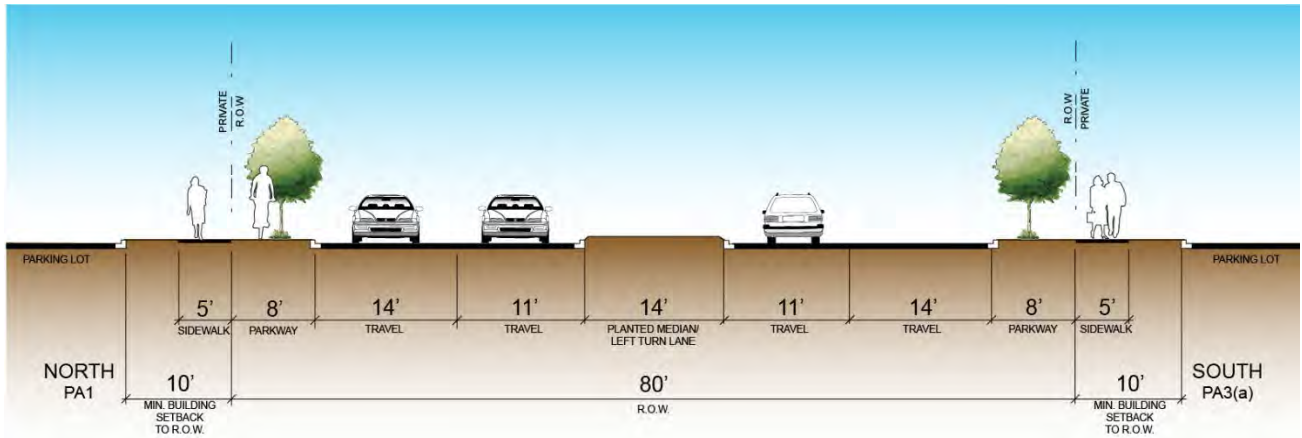 PRIVATE
R.O.W
R.O.W
PRIVATE
PARKING LOT
PARKING LOT
5'
8'
14'
11'
14'
11'
14'
8'
5'
SIDEWALK
PARKWAY
TRAVEL
TRAVEL
PLANTED MEDIAN/
LEFT TURN LANE
TRAVEL
TRAVEL
PARKWAY
SIDEWALK
NORTH
PA1
10'
80'
10'
SOUTH
PA3(a)
MIN. BUILDING
SETBACK
TO R.O.W.
R.O.W.
MIN. BUILDING
SETBACK
TO R.O.W.